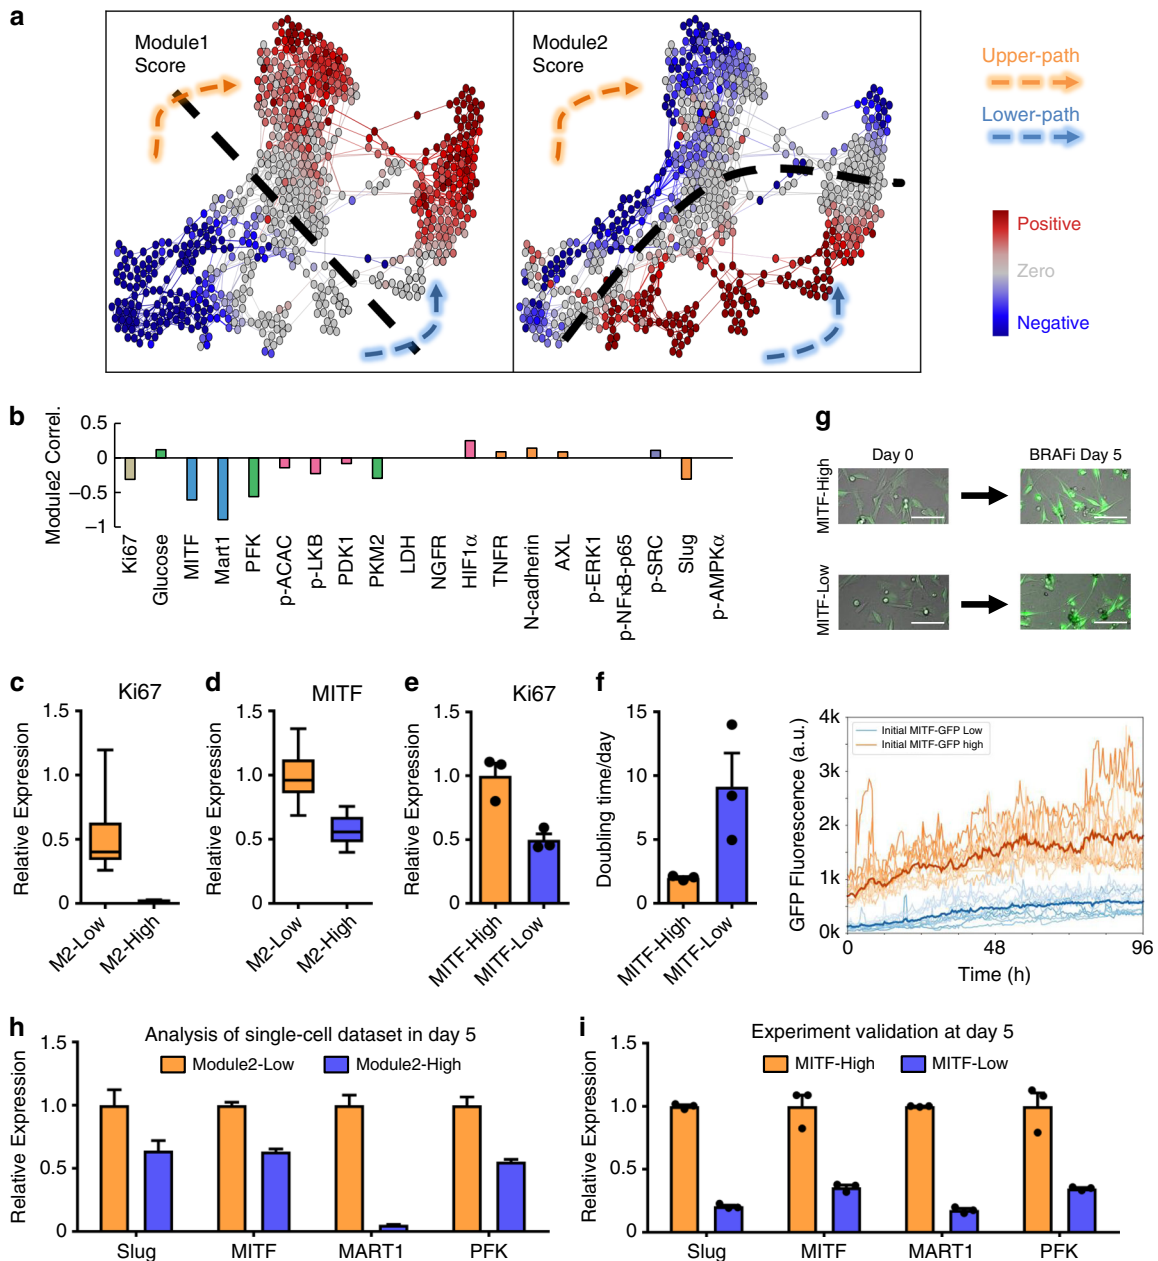 a
Module1
Score
Module2
Score
Upper-path
Lower-path
Positive
Zero
Negative
b
Module2 Correl.
0.5
0
−0.5
−1
Ki67
Glucose
MITF
Mart1
PFK
p-ACAC
p-LKB
PDK1
PKM2
LDH
NGFR
HIF1α
TNFR
N-cadherin
AXL
p-ERK1
p-NFκB-p65
p-SRC
Slug
p-AMPKα
g
Day 0
BRAFi Day 5
MITF-High
MITF-Low
c
Ki67
Relative Expression
1.5
1.0
0.5
0
M2-Low
M2-High
d
MITF
Relative Expression
1.5
1.0
0.5
0
M2-Low
M2-High
e
Ki67
Relative Expression
1.5
1.0
0.5
0
MITF-High
MITF-Low
f
Doubling time/day
15
10
5
0
MITF-High
MITF-Low
GFP Fluorescence (a.u.)
4k
3k
2k
1k
0k
Initial MITF-GFP Low
Initial MITF-GFP high
0
48
96
Time (h)
h
Analysis of single-cell dataset in day 5
Module2-Low
Module2-High
Relative Expression
1.5
1.0
0.5
0
Slug
MITF
MART1
PFK
i
Experiment validation at day 5
MITF-High
MITF-Low
Relative Expression
1.5
1.0
0.5
0
Slug
MITF
MART1
PFK